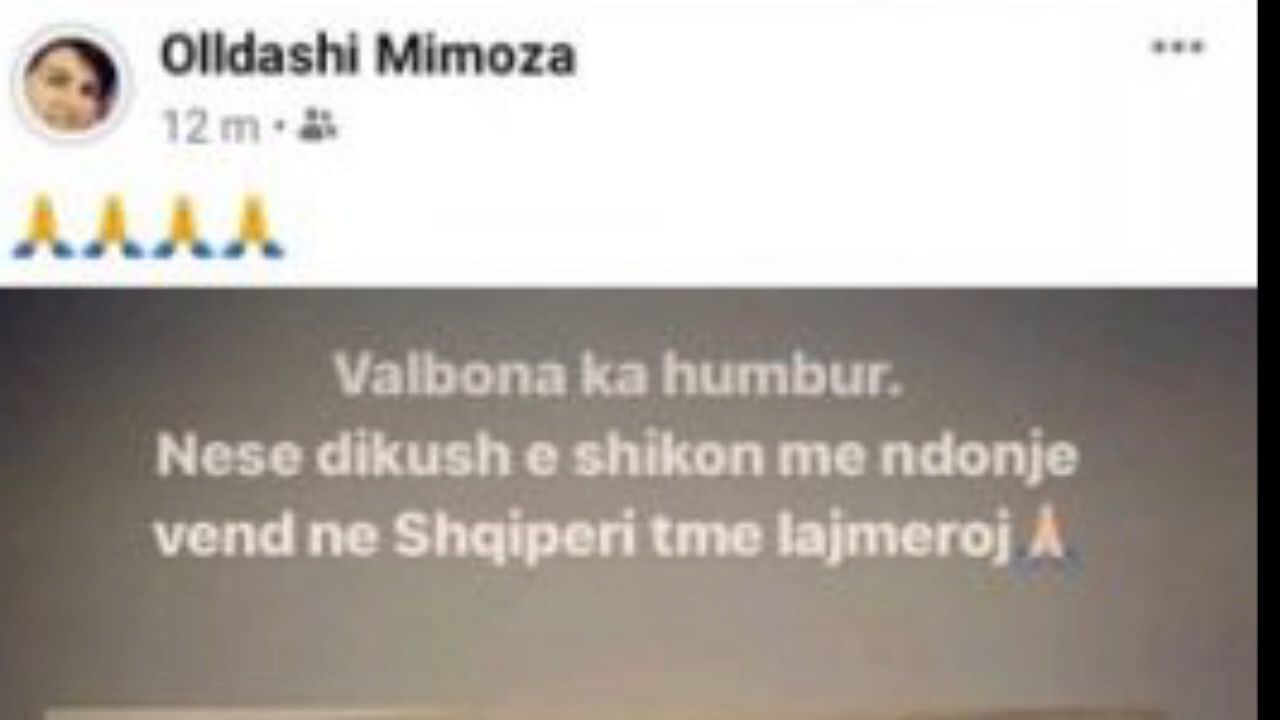 Olldashi Mimoza
12 m
🙏🙏🙏🙏
Valbona ka humbur.
Nese dikush e shikon me ndonje
vend ne Shqiperi tme lajmeroj🙏